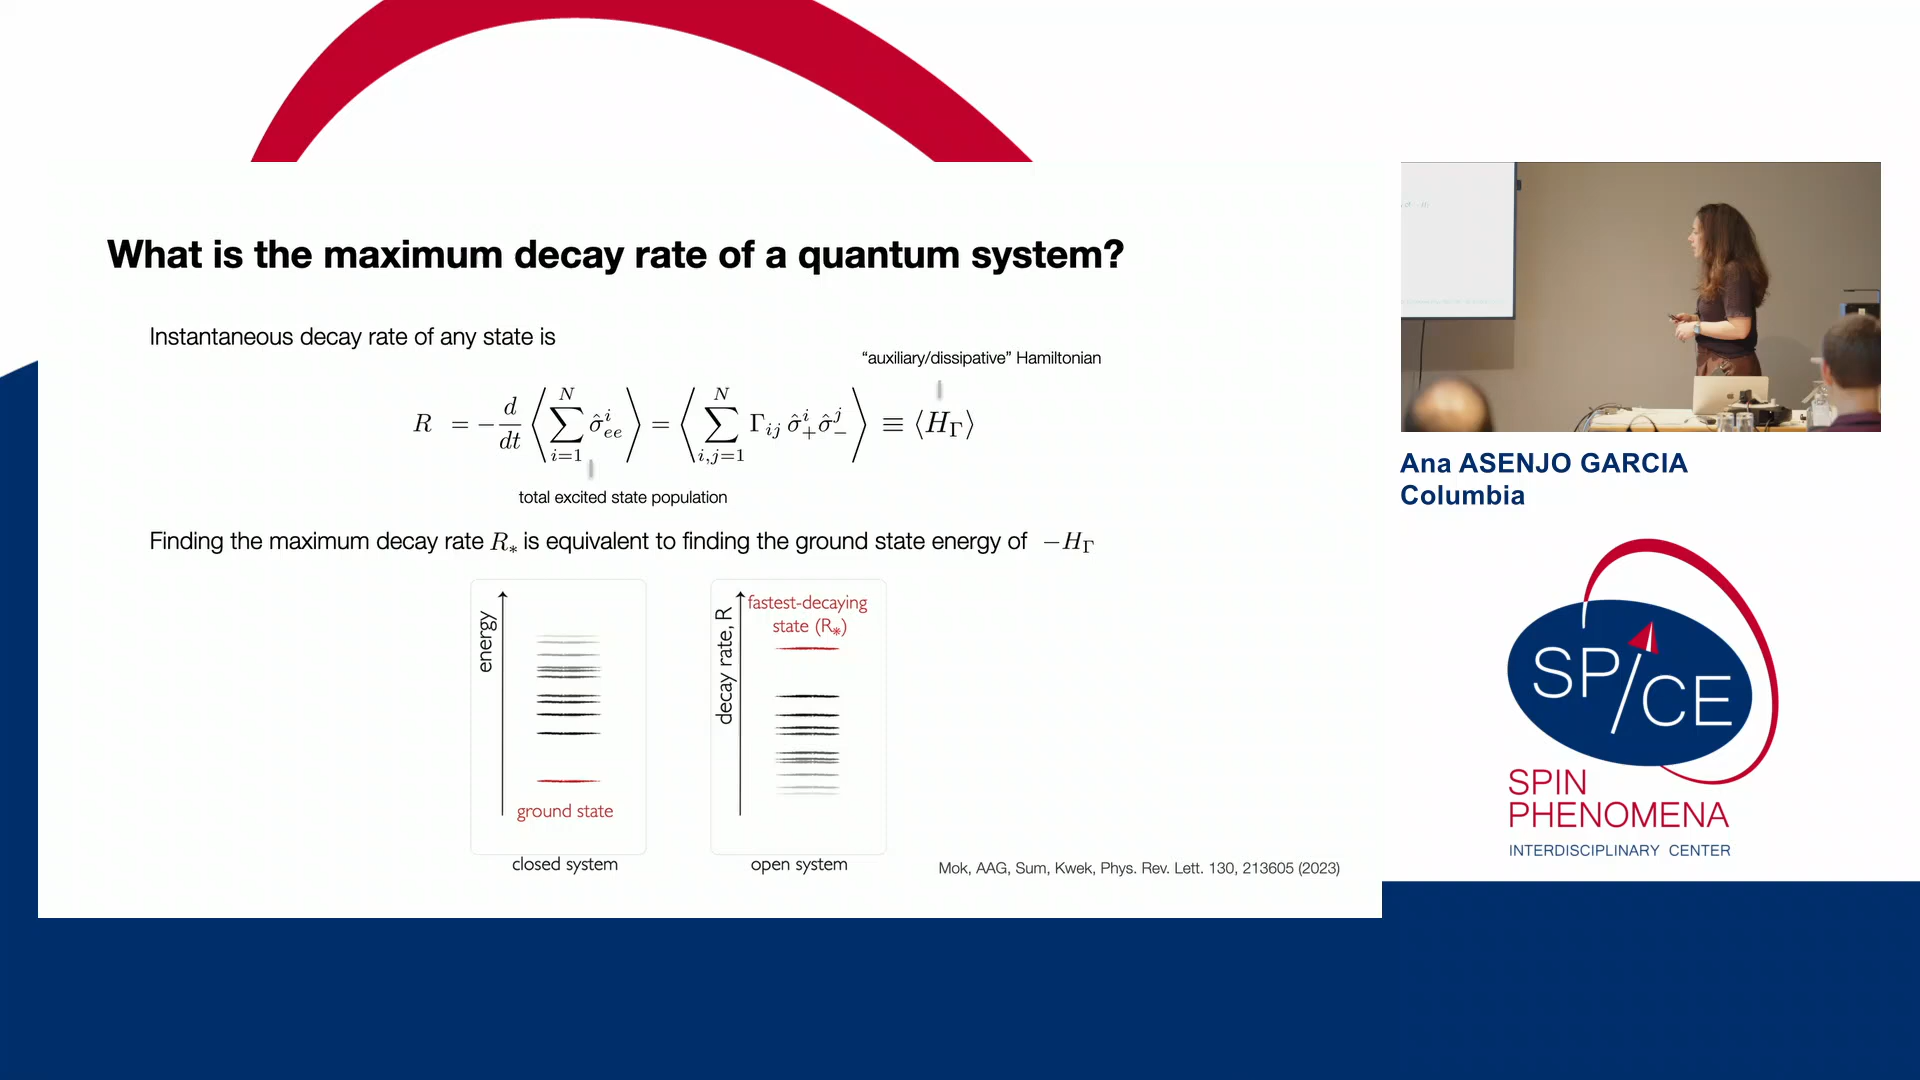 What is the maximum decay rate of a quantum system?
Instantaneous decay rate of any state is
"auxiliary/dissipative" Hamiltonian
R = −d/dt ⟨∑_{i=1}^{N} σ̂_{ee}^{i}⟩ = ⟨∑_{i,j=1}^{N} Γ_{ij} σ̂_{+}^{i} σ̂_{−}^{j}⟩ ≡ ⟨H_Γ⟩
total excited state population
Finding the maximum decay rate R_* is equivalent to finding the ground state energy of −H_Γ
energy
ground state
closed system
decay rate, R
fastest-decaying
state (R_*)
open system
Mok, AAG, Sum, Kwek, Phys. Rev. Lett. 130, 213605 (2023)
Ana ASENJO GARCIA
Columbia
SP/CE
SPIN
PHENOMENA
INTERDISCIPLINARY CENTER